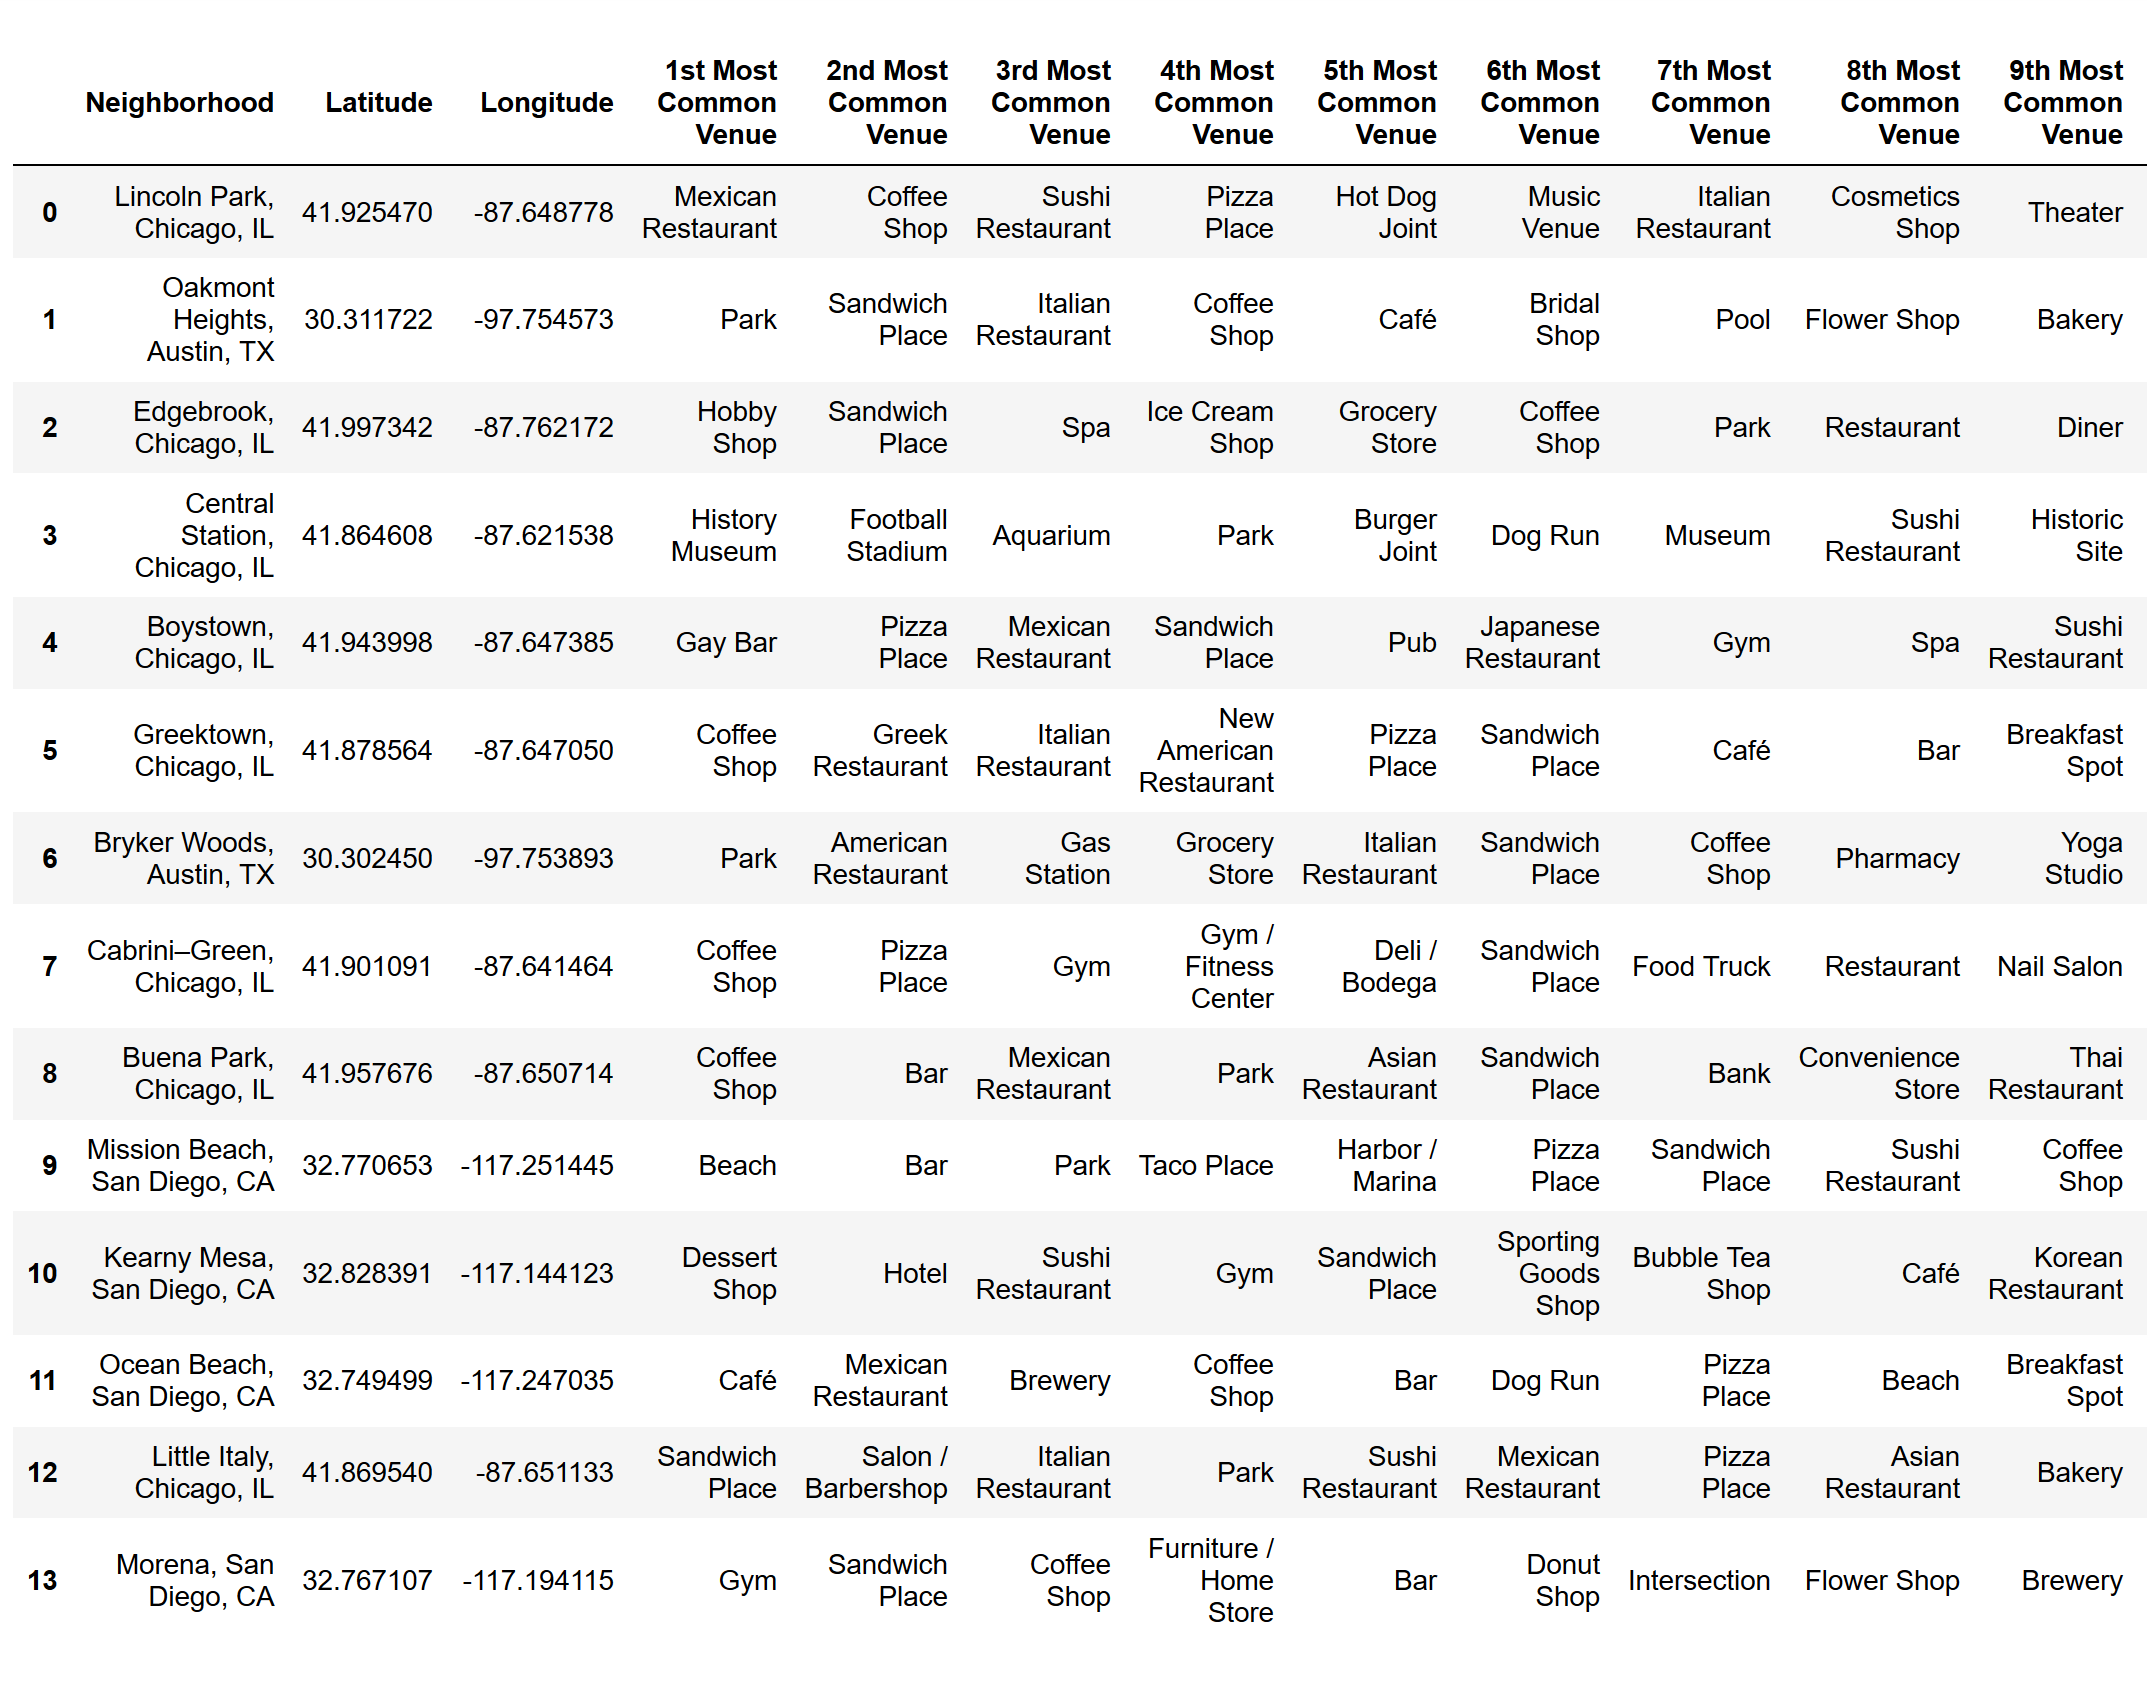 Neighborhood Latitude Longitude 1st Most Common Venue 2nd Most Common Venue 3rd Most Common Venue 4th Most Common Venue 5th Most Common Venue 6th Most Common Venue 7th Most Common Venue 8th Most Common Venue 9th Most Common Venue
0 Lincoln Park, Chicago, IL 41.925470 -87.648778 Mexican Restaurant Coffee Shop Sushi Restaurant Pizza Place Hot Dog Joint Music Venue Italian Restaurant Cosmetics Shop Theater
1 Oakmont Heights, Austin, TX 30.311722 -97.754573 Park Sandwich Place Italian Restaurant Coffee Shop Café Bridal Shop Pool Flower Shop Bakery
2 Edgebrook, Chicago, IL 41.997342 -87.762172 Hobby Shop Sandwich Place Spa Ice Cream Shop Grocery Store Coffee Shop Park Restaurant Diner
3 Central Station, Chicago, IL 41.864608 -87.621538 History Museum Football Stadium Aquarium Park Burger Joint Dog Run Museum Sushi Restaurant Historic Site
4 Boystown, Chicago, IL 41.943998 -87.647385 Gay Bar Pizza Place Mexican Restaurant Sandwich Place Pub Japanese Restaurant Gym Spa Sushi Restaurant
5 Greektown, Chicago, IL 41.878564 -87.647050 Coffee Shop Greek Restaurant Italian Restaurant New American Restaurant Pizza Place Sandwich Place Café Bar Breakfast Spot
6 Bryker Woods, Austin, TX 30.302450 -97.753893 Park American Restaurant Gas Station Grocery Store Italian Restaurant Sandwich Place Coffee Shop Pharmacy Yoga Studio
7 Cabrini–Green, Chicago, IL 41.901091 -87.641464 Coffee Shop Pizza Place Gym Gym / Fitness Center Deli / Bodega Sandwich Place Food Truck Restaurant Nail Salon
8 Buena Park, Chicago, IL 41.957676 -87.650714 Coffee Shop Bar Mexican Restaurant Park Asian Restaurant Sandwich Place Bank Convenience Store Thai Restaurant
9 Mission Beach, San Diego, CA 32.770653 -117.251445 Beach Bar Park Taco Place Harbor / Marina Pizza Place Sandwich Place Sushi Restaurant Coffee Shop
10 Kearny Mesa, San Diego, CA 32.828391 -117.144123 Dessert Shop Hotel Sushi Restaurant Gym Sandwich Place Sporting Goods Shop Bubble Tea Shop Café Korean Restaurant
11 Ocean Beach, San Diego, CA 32.749499 -117.247035 Café Mexican Restaurant Brewery Coffee Shop Bar Dog Run Pizza Place Beach Breakfast Spot
12 Little Italy, Chicago, IL 41.869540 -87.651133 Sandwich Place Salon / Barbershop Italian Restaurant Park Sushi Restaurant Mexican Restaurant Pizza Place Asian Restaurant Bakery
13 Morena, San Diego, CA 32.767107 -117.194115 Gym Sandwich Place Coffee Shop Furniture / Home Store Bar Donut Shop Intersection Flower Shop Brewery